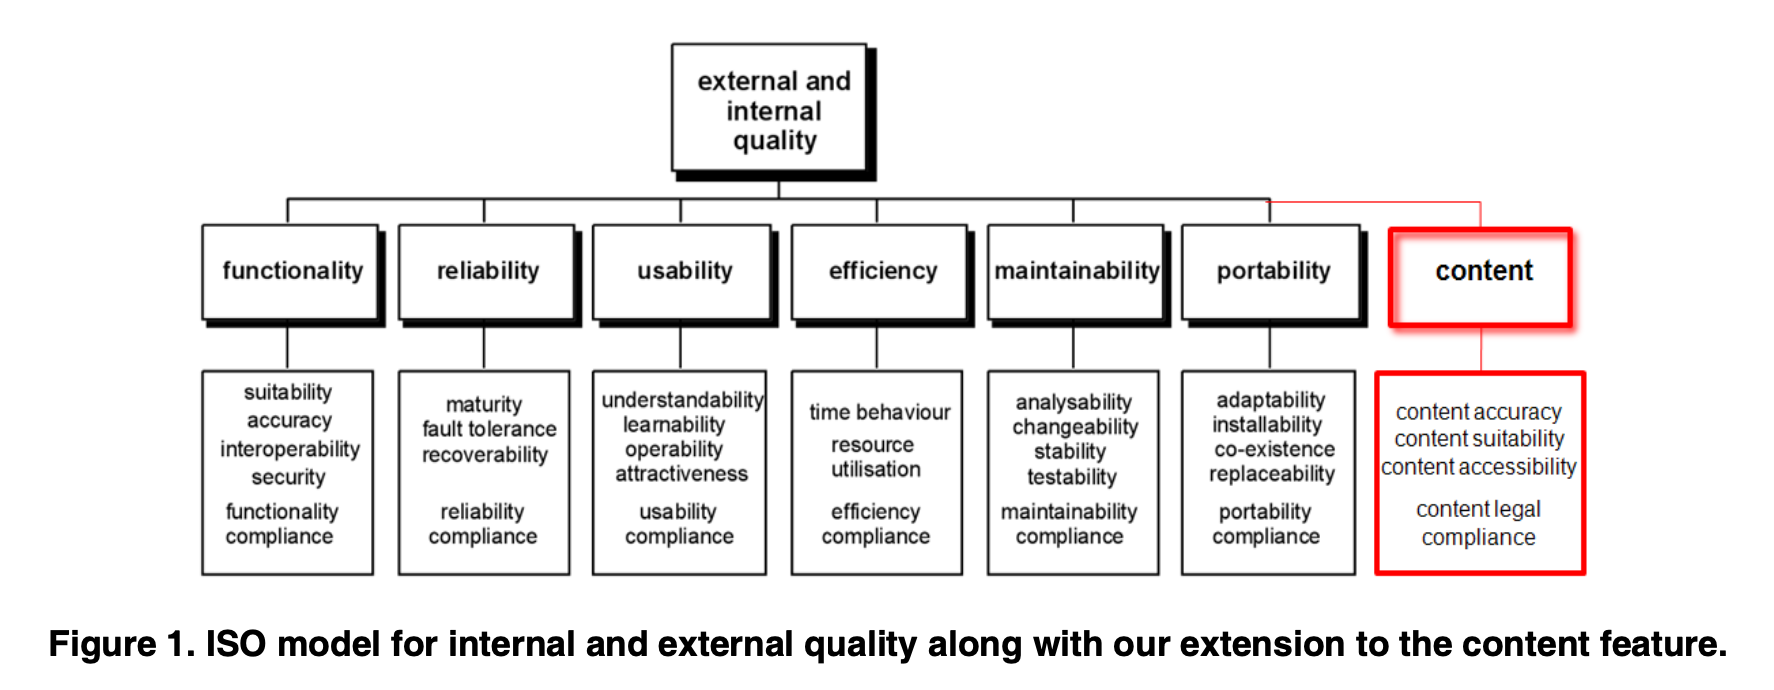 external and
internal
quality
functionality
reliability
usability
efficiency
maintainability
portability
content
suitability
accuracy
interoperability
security
functionality
compliance
maturity
fault tolerance
recoverability
reliability
compliance
understandability
learnability
operability
attractiveness
usability
compliance
time behaviour
resource
utilisation
efficiency
compliance
analysability
changeability
stability
testability
maintainability
compliance
adaptability
installability
co-existence
replaceability
portability
compliance
content accuracy
content suitability
content accessibility
content legal
compliance
Figure 1. ISO model for internal and external quality along with our extension to the content feature.